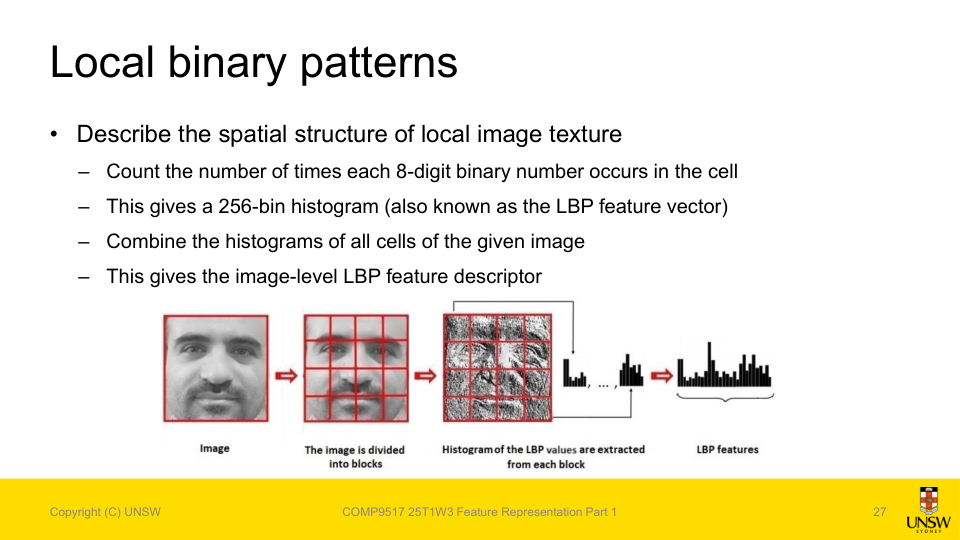 Local binary patterns
• Describe the spatial structure of local image texture
– Count the number of times each 8-digit binary number occurs in the cell
– This gives a 256-bin histogram (also known as the LBP feature vector)
– Combine the histograms of all cells of the given image
– This gives the image-level LBP feature descriptor
, ... ,
Image
The image is divided
into blocks
Histogram of the LBP values are extracted
from each block
LBP features
Copyright (C) UNSW
COMP9517 25T1W3 Feature Representation Part 1
27
UNSW
SYDNEY